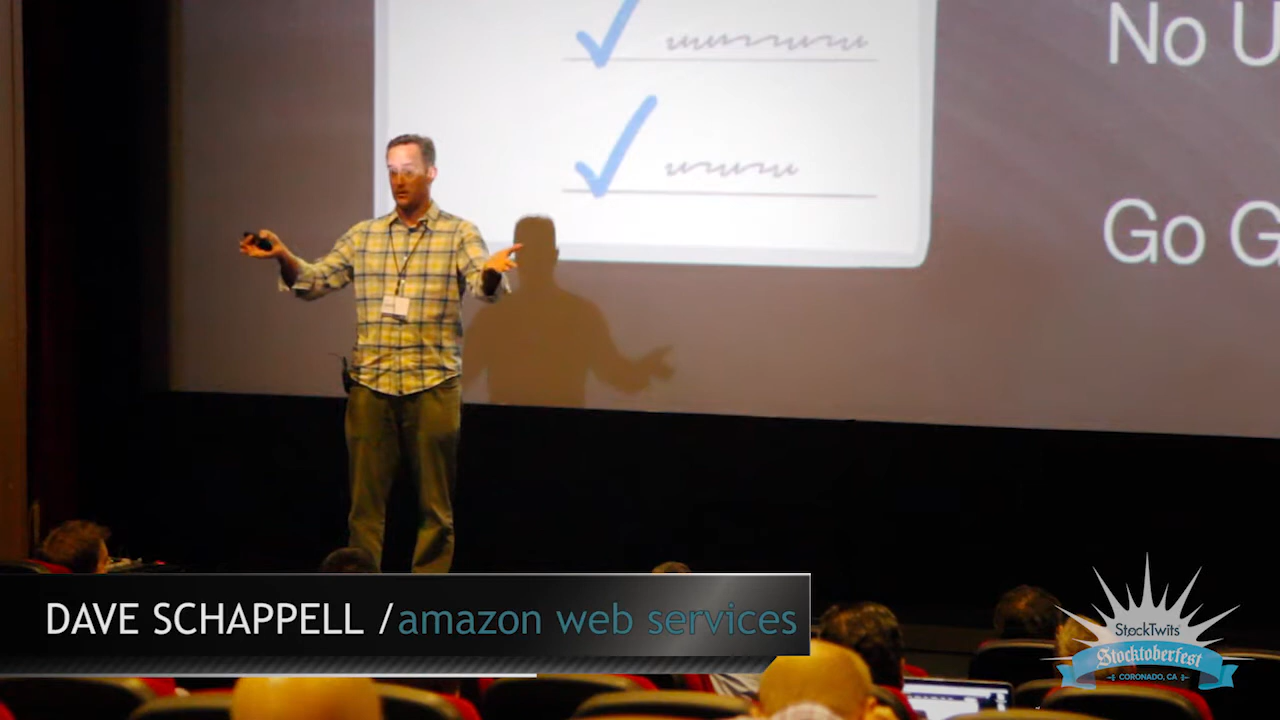 No U
Go G
DAVE SCHAPPELL / amazon web services
StockTwits
Stocktoberfest
CORONADO, CA